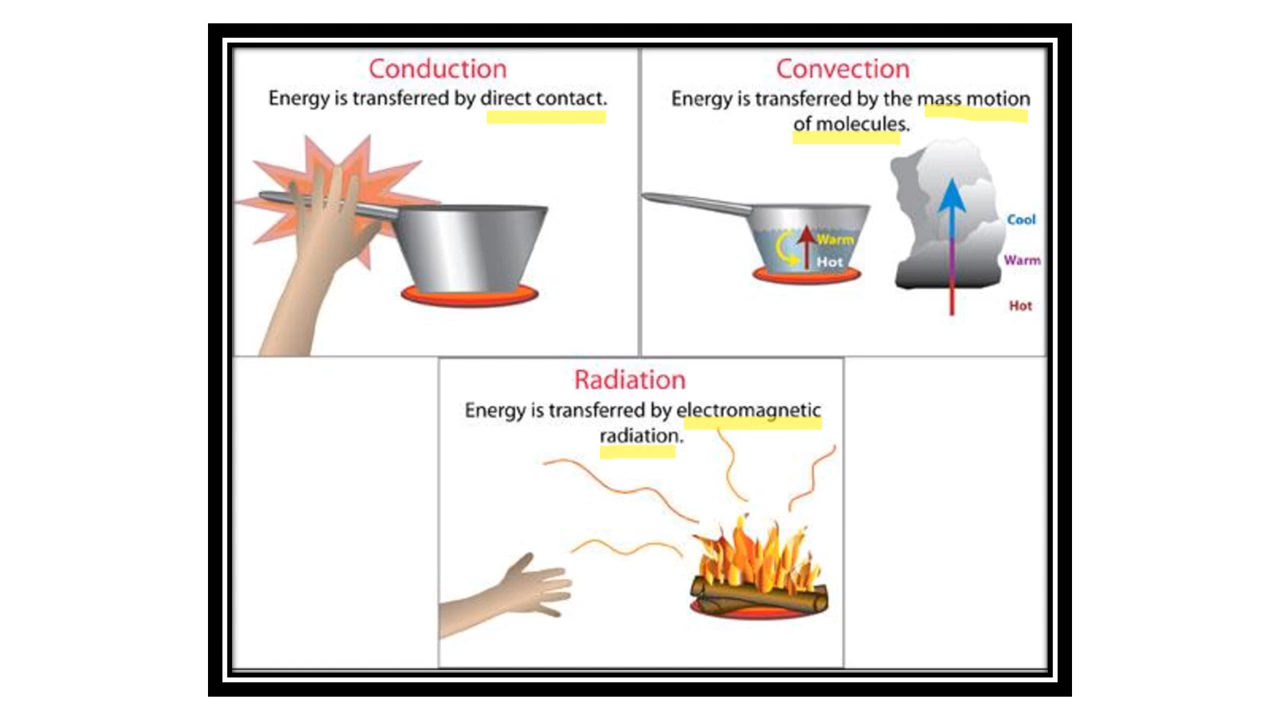 Conduction
Energy is transferred by direct contact.
Convection
Energy is transferred by the mass motion
of molecules.
Warm
Hot
Cool
Warm
Hot
Radiation
Energy is transferred by electromagnetic
radiation.